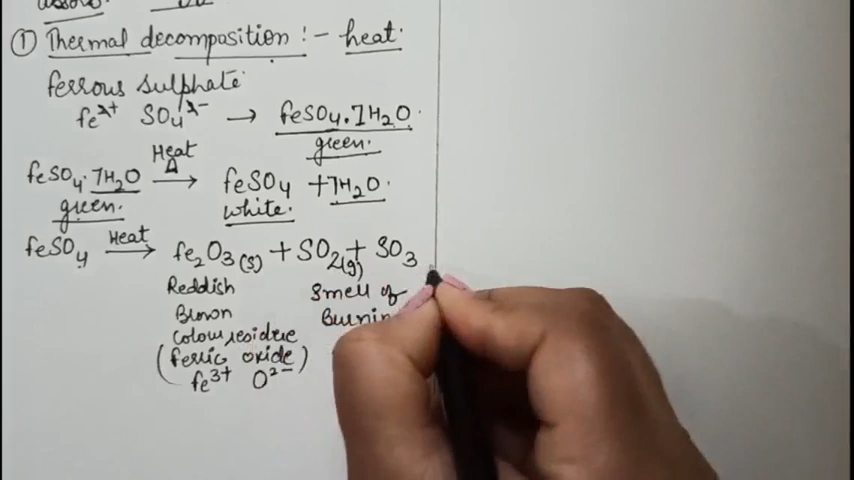 ① Thermal decomposition :- heat.
ferrous sulphate
fe²⁺ SO₄²⁻ → feSO₄.7H₂O.
green.
feSO₄.7H₂O Heat Δ → feSO₄ + 7H₂O.
green. white.
feSO₄ Heat → fe₂O₃(s) + SO₂(g) + SO₃
Reddish Smell of
Brown Burnin
colour residue
(ferric oxide)
fe³⁺ O²⁻